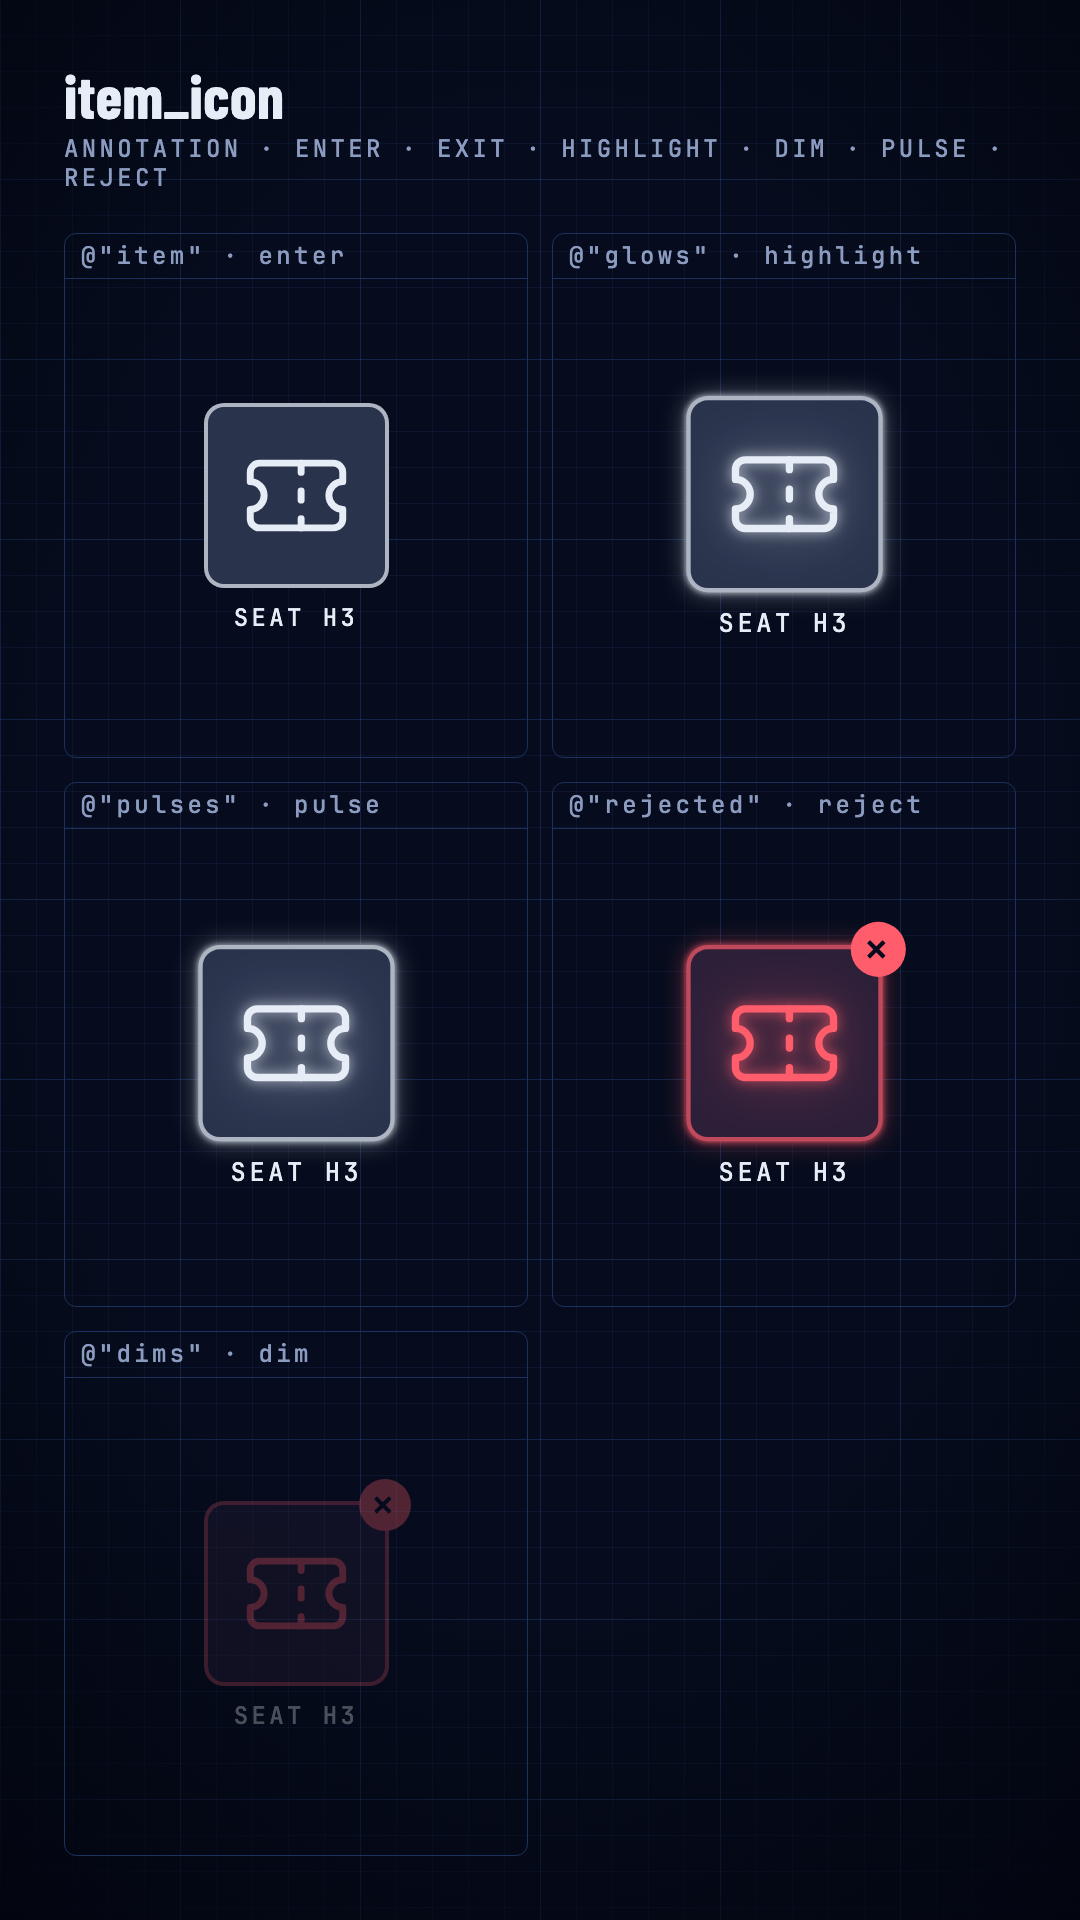 item_icon
ANNOTATION · ENTER · EXIT · HIGHLIGHT · DIM · PULSE ·
REJECT
@"item" · enter
SEAT H3
@"glows" · highlight
SEAT H3
@"pulses" · pulse
SEAT H3
@"rejected" · reject
SEAT H3
@"dims" · dim
SEAT H3